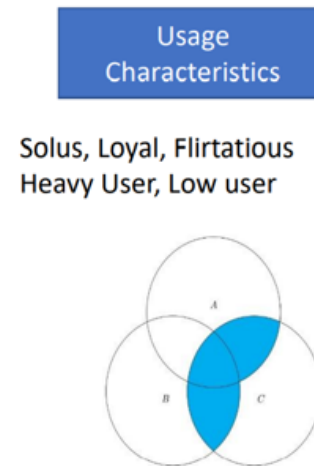 Usage
Characteristics
Solus, Loyal, Flirtatious
Heavy User, Low user
A
B
C